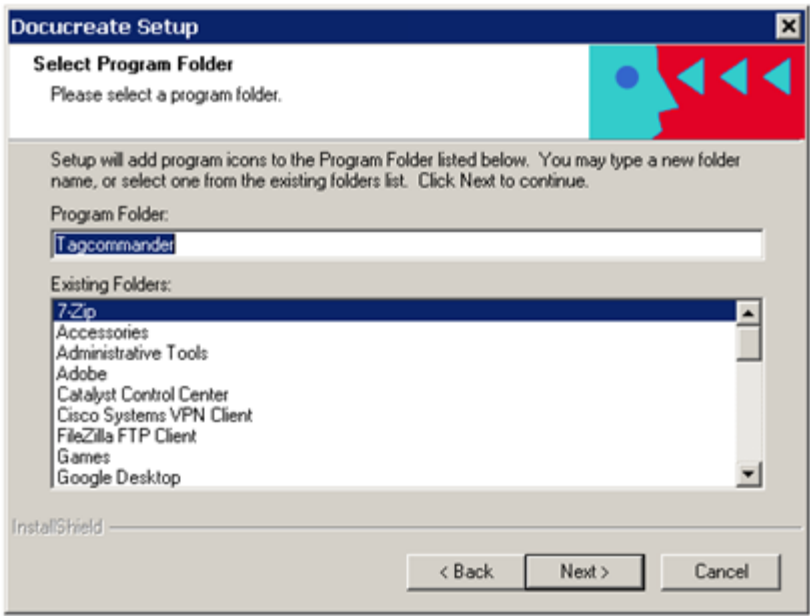 Docucreate Setup
Select Program Folder
Please select a program folder.
Setup will add program icons to the Program Folder listed below. You may type a new folder
name, or select one from the existing folders list. Click Next to continue.
Program Folder:
Tagcommander
Existing Folders:
7-Zip
Accessories
Administrative Tools
Adobe
Catalyst Control Center
Cisco Systems VPN Client
FileZilla FTP Client
Games
Google Desktop
InstallShield
< Back Next > Cancel